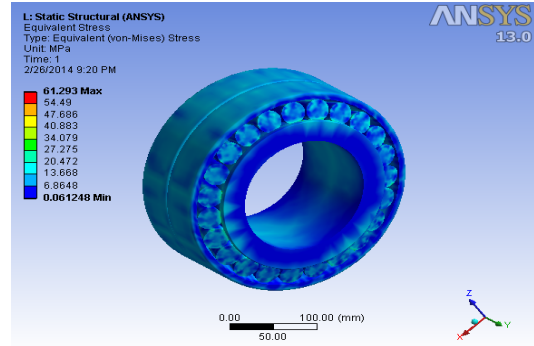 L: Static Structural (ANSYS)
Equivalent Stress
Type: Equivalent (von-Mises) Stress
Unit: MPa
Time: 1
2/26/2014 9:20 PM
ANSYS
13.0
61.293 Max
54.49
47.686
40.883
34.079
27.275
20.472
13.668
6.8648
0.061248 Min
0.00 100.00 (mm)
50.00
Z
Y
X